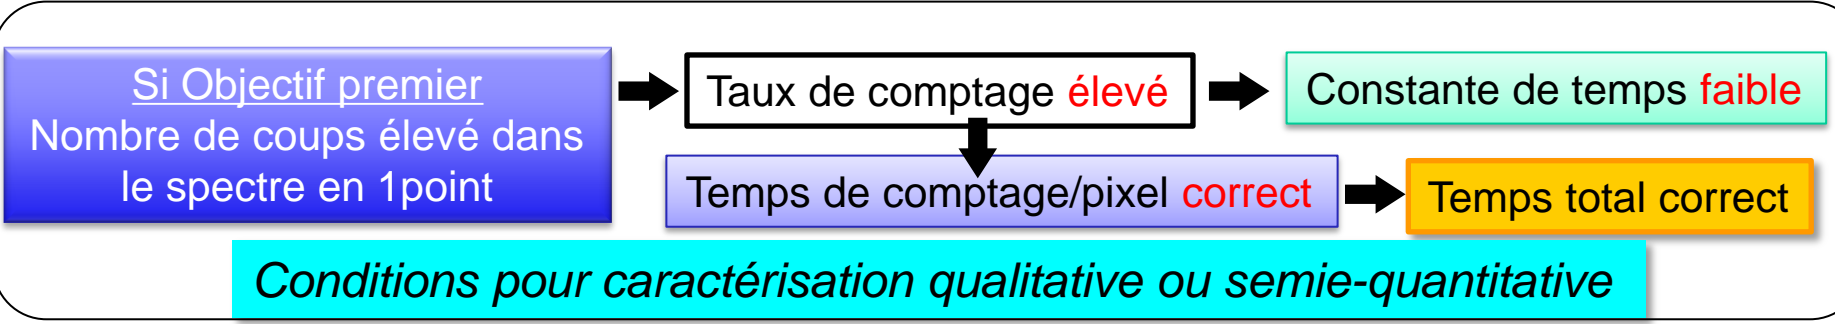 Si Objectif premier
Nombre de coups élevé dans
le spectre en 1point
Taux de comptage élevé
Constante de temps faible
Temps de comptage/pixel correct
Temps total correct
Conditions pour caractérisation qualitative ou semie-quantitative